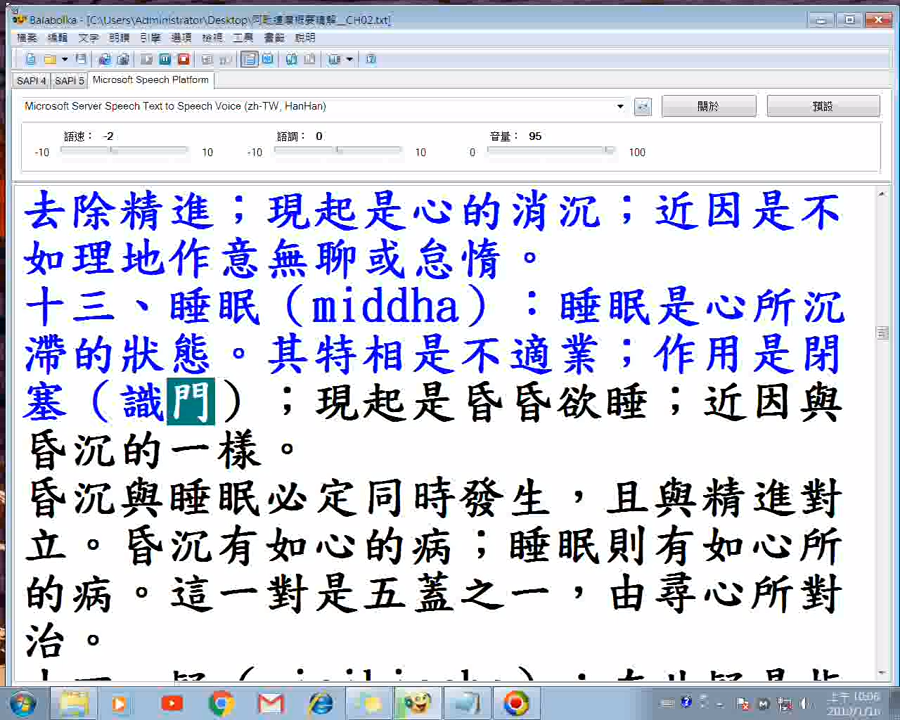 Balabolka - [C:\Users\Administrator\Desktop\阿毗達摩概要精解__CH02.txt]
檔案 編輯 文字 朗讀 引擎 選項 檢視 工具 書籤 說明
SAPI 4 SAPI 5 Microsoft Speech Platform
Microsoft Server Speech Text to Speech Voice (zh-TW, HanHan) 關於 預設
語速: -2 語調: 0 音量: 95
-10 10 -10 10 0 100
去除精進；現起是心的消沉；近因是不
如理地作意無聊或怠惰。
十三、睡眠（middha）：睡眠是心所沉
滯的狀態。其特相是不適業；作用是閉
塞（識門）；現起是昏昏欲睡；近因與
昏沉的一樣。
昏沉與睡眠必定同時發生，且與精進對
立。昏沉有如心的病；睡眠則有如心所
的病。這一對是五蓋之一，由尋心所對
治。
上午 10:06